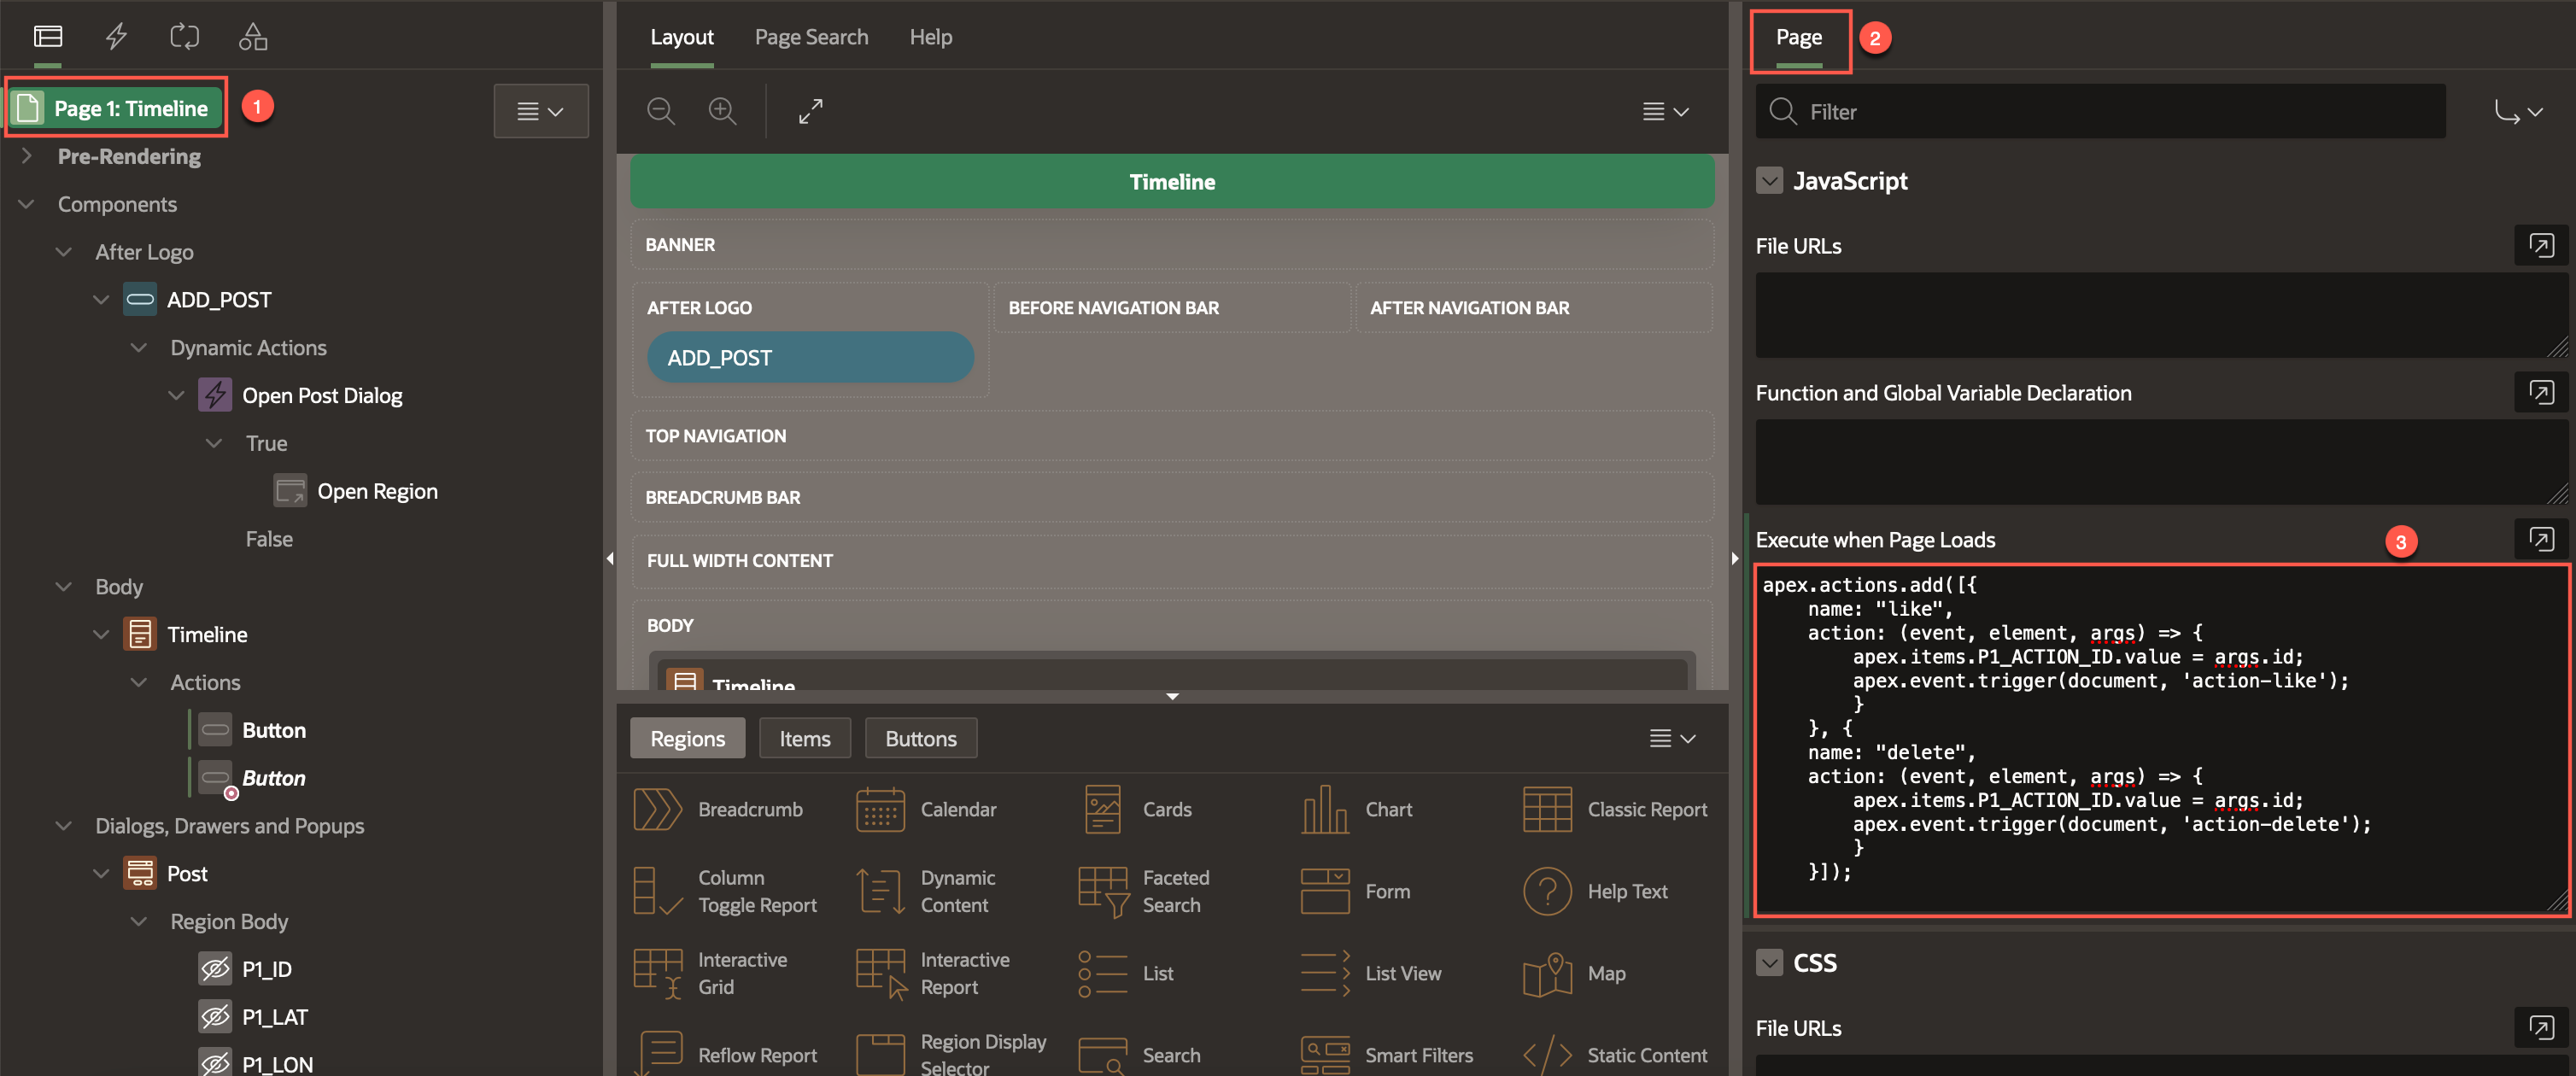 Page 1: Timeline
1
Pre-Rendering
Components
After Logo
ADD_POST
Dynamic Actions
Open Post Dialog
True
Open Region
False
Body
Timeline
Actions
Button
Button
Dialogs, Drawers and Popups
Post
Region Body
P1_ID
P1_LAT
P1_LON
Layout
Page Search
Help
Timeline
BANNER
AFTER LOGO
BEFORE NAVIGATION BAR
AFTER NAVIGATION BAR
ADD_POST
TOP NAVIGATION
BREADCRUMB BAR
FULL WIDTH CONTENT
BODY
Timeline
Regions
Items
Buttons
Breadcrumb
Calendar
Cards
Chart
Classic Report
Column
Toggle Report
Dynamic
Content
Faceted
Search
Form
Help Text
Interactive
Grid
Interactive
Report
List
List View
Map
Reflow Report
Region Display
Selector
Search
Smart Filters
Static Content
Page
2
Filter
JavaScript
File URLs
Function and Global Variable Declaration
Execute when Page Loads
3
apex.actions.add([{
    name: "like",
    action: (event, element, args) => {
        apex.items.P1_ACTION_ID.value = args.id;
        apex.event.trigger(document, 'action-like');
        }
    }, {
    name: "delete",
    action: (event, element, args) => {
        apex.items.P1_ACTION_ID.value = args.id;
        apex.event.trigger(document, 'action-delete');
        }
    }]);
CSS
File URLs